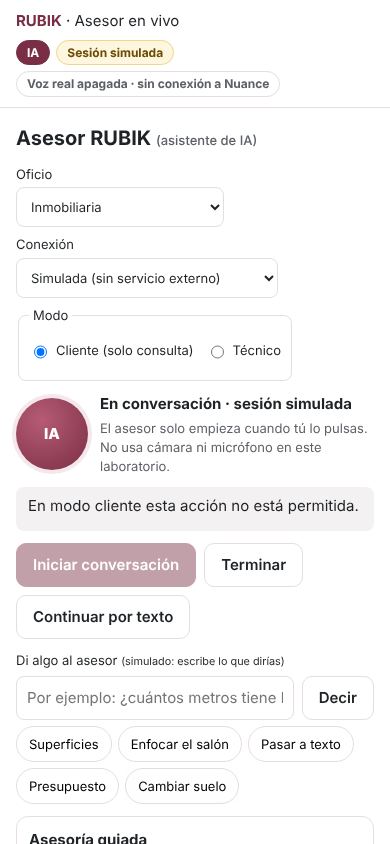 RUBIK · Asesor en vivo
IA
Sesión simulada
Voz real apagada · sin conexión a Nuance
Asesor RUBIK (asistente de IA)
Oficio
Inmobiliaria
Conexión
Simulada (sin servicio externo)
Modo
Cliente (solo consulta)
Técnico
IA
En conversación · sesión simulada
El asesor solo empieza cuando tú lo pulsas.
No usa cámara ni micrófono en este
laboratorio.
En modo cliente esta acción no está permitida.
Iniciar conversación
Terminar
Continuar por texto
Di algo al asesor (simulado: escribe lo que dirías)
Por ejemplo: ¿cuántos metros tiene l
Decir
Superficies
Enfocar el salón
Pasar a texto
Presupuesto
Cambiar suelo
Asesoría guiada